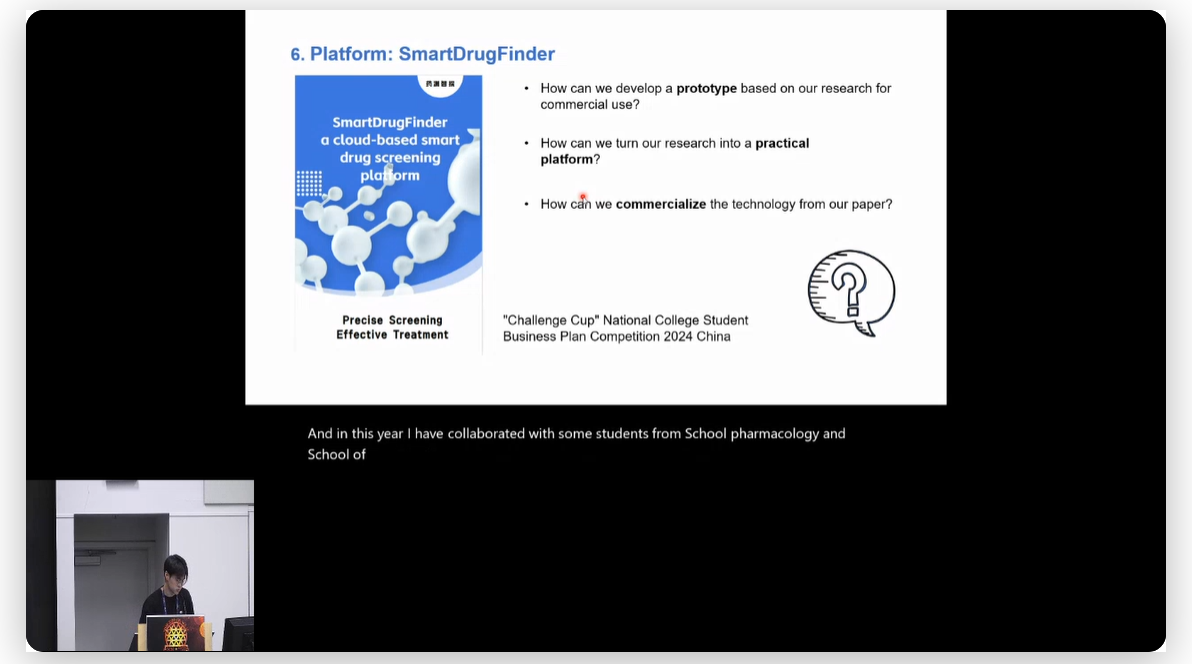 6. Platform: SmartDrugFinder
SmartDrugFinder
a cloud-based smart
drug screening
platform
Precise Screening
Effective Treatment
• How can we develop a prototype based on our research for
commercial use?
• How can we turn our research into a practical
platform?
• How can we commercialize the technology from our paper?
"Challenge Cup" National College Student
Business Plan Competition 2024 China
And in this year I have collaborated with some students from School pharmacology and
School of